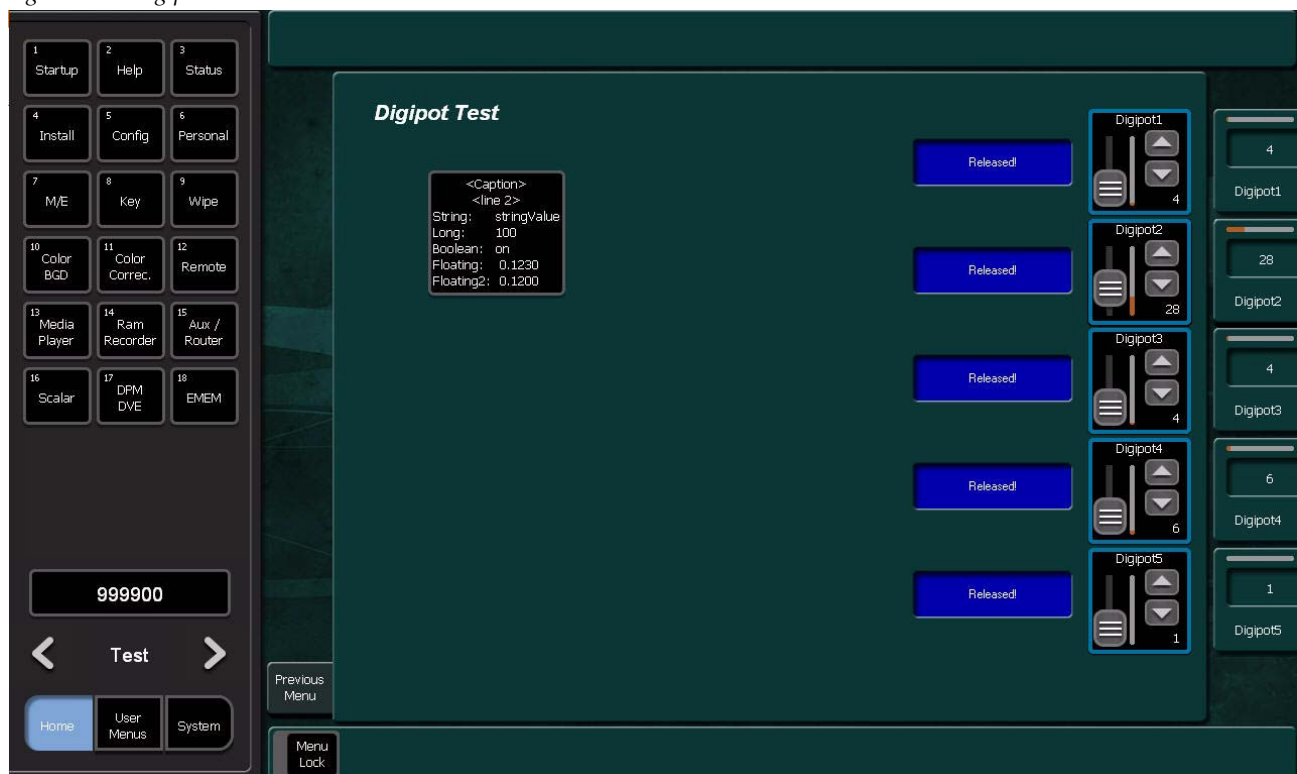 1
Startup
2
Help
3
Status
4
Install
5
Config
6
Personal
7
M/E
8
Key
9
Wipe
10
Color
BGD
11
Color
Correc.
12
Remote
13
Media
Player
14
Ram
Recorder
15
Aux /
Router
16
Scalar
17
DPM
DVE
18
EMEM
999900
Test
Home
User
Menus
System
Previous
Menu
Menu
Lock
Digipot Test
<Caption>
<line 2>
String: stringValue
Long: 100
Boolean: on
Floating: 0.1230
Floating2: 0.1200
Released!
Digipot1
4
4
Digipot1
Released!
Digipot2
28
28
Digipot2
Released!
Digipot3
4
4
Digipot3
Released!
Digipot4
6
6
Digipot4
Released!
Digipot5
1
1
Digipot5